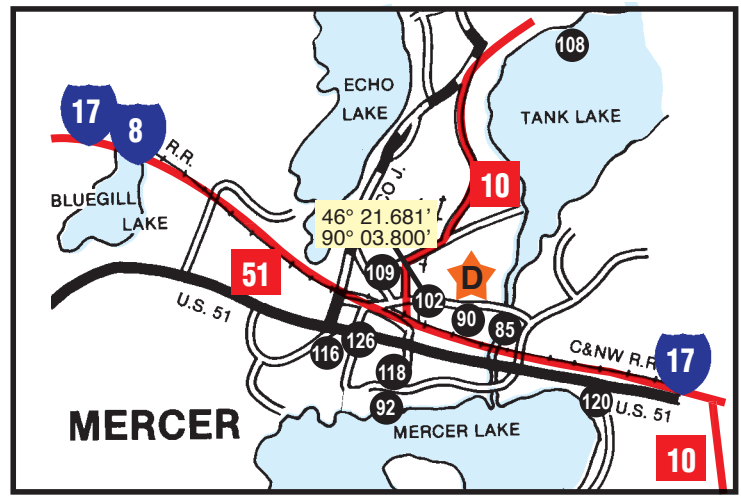 108
ECHO
LAKE
17
8
TANK LAKE
R.R.
CO. J
10
BLUEGILL
LAKE
46° 21.681'
90° 03.800'
51
109
D
102
U.S. 51
90
85
126
116
C&NW R.R.
17
118
92
120
U.S. 51
MERCER
MERCER LAKE
10